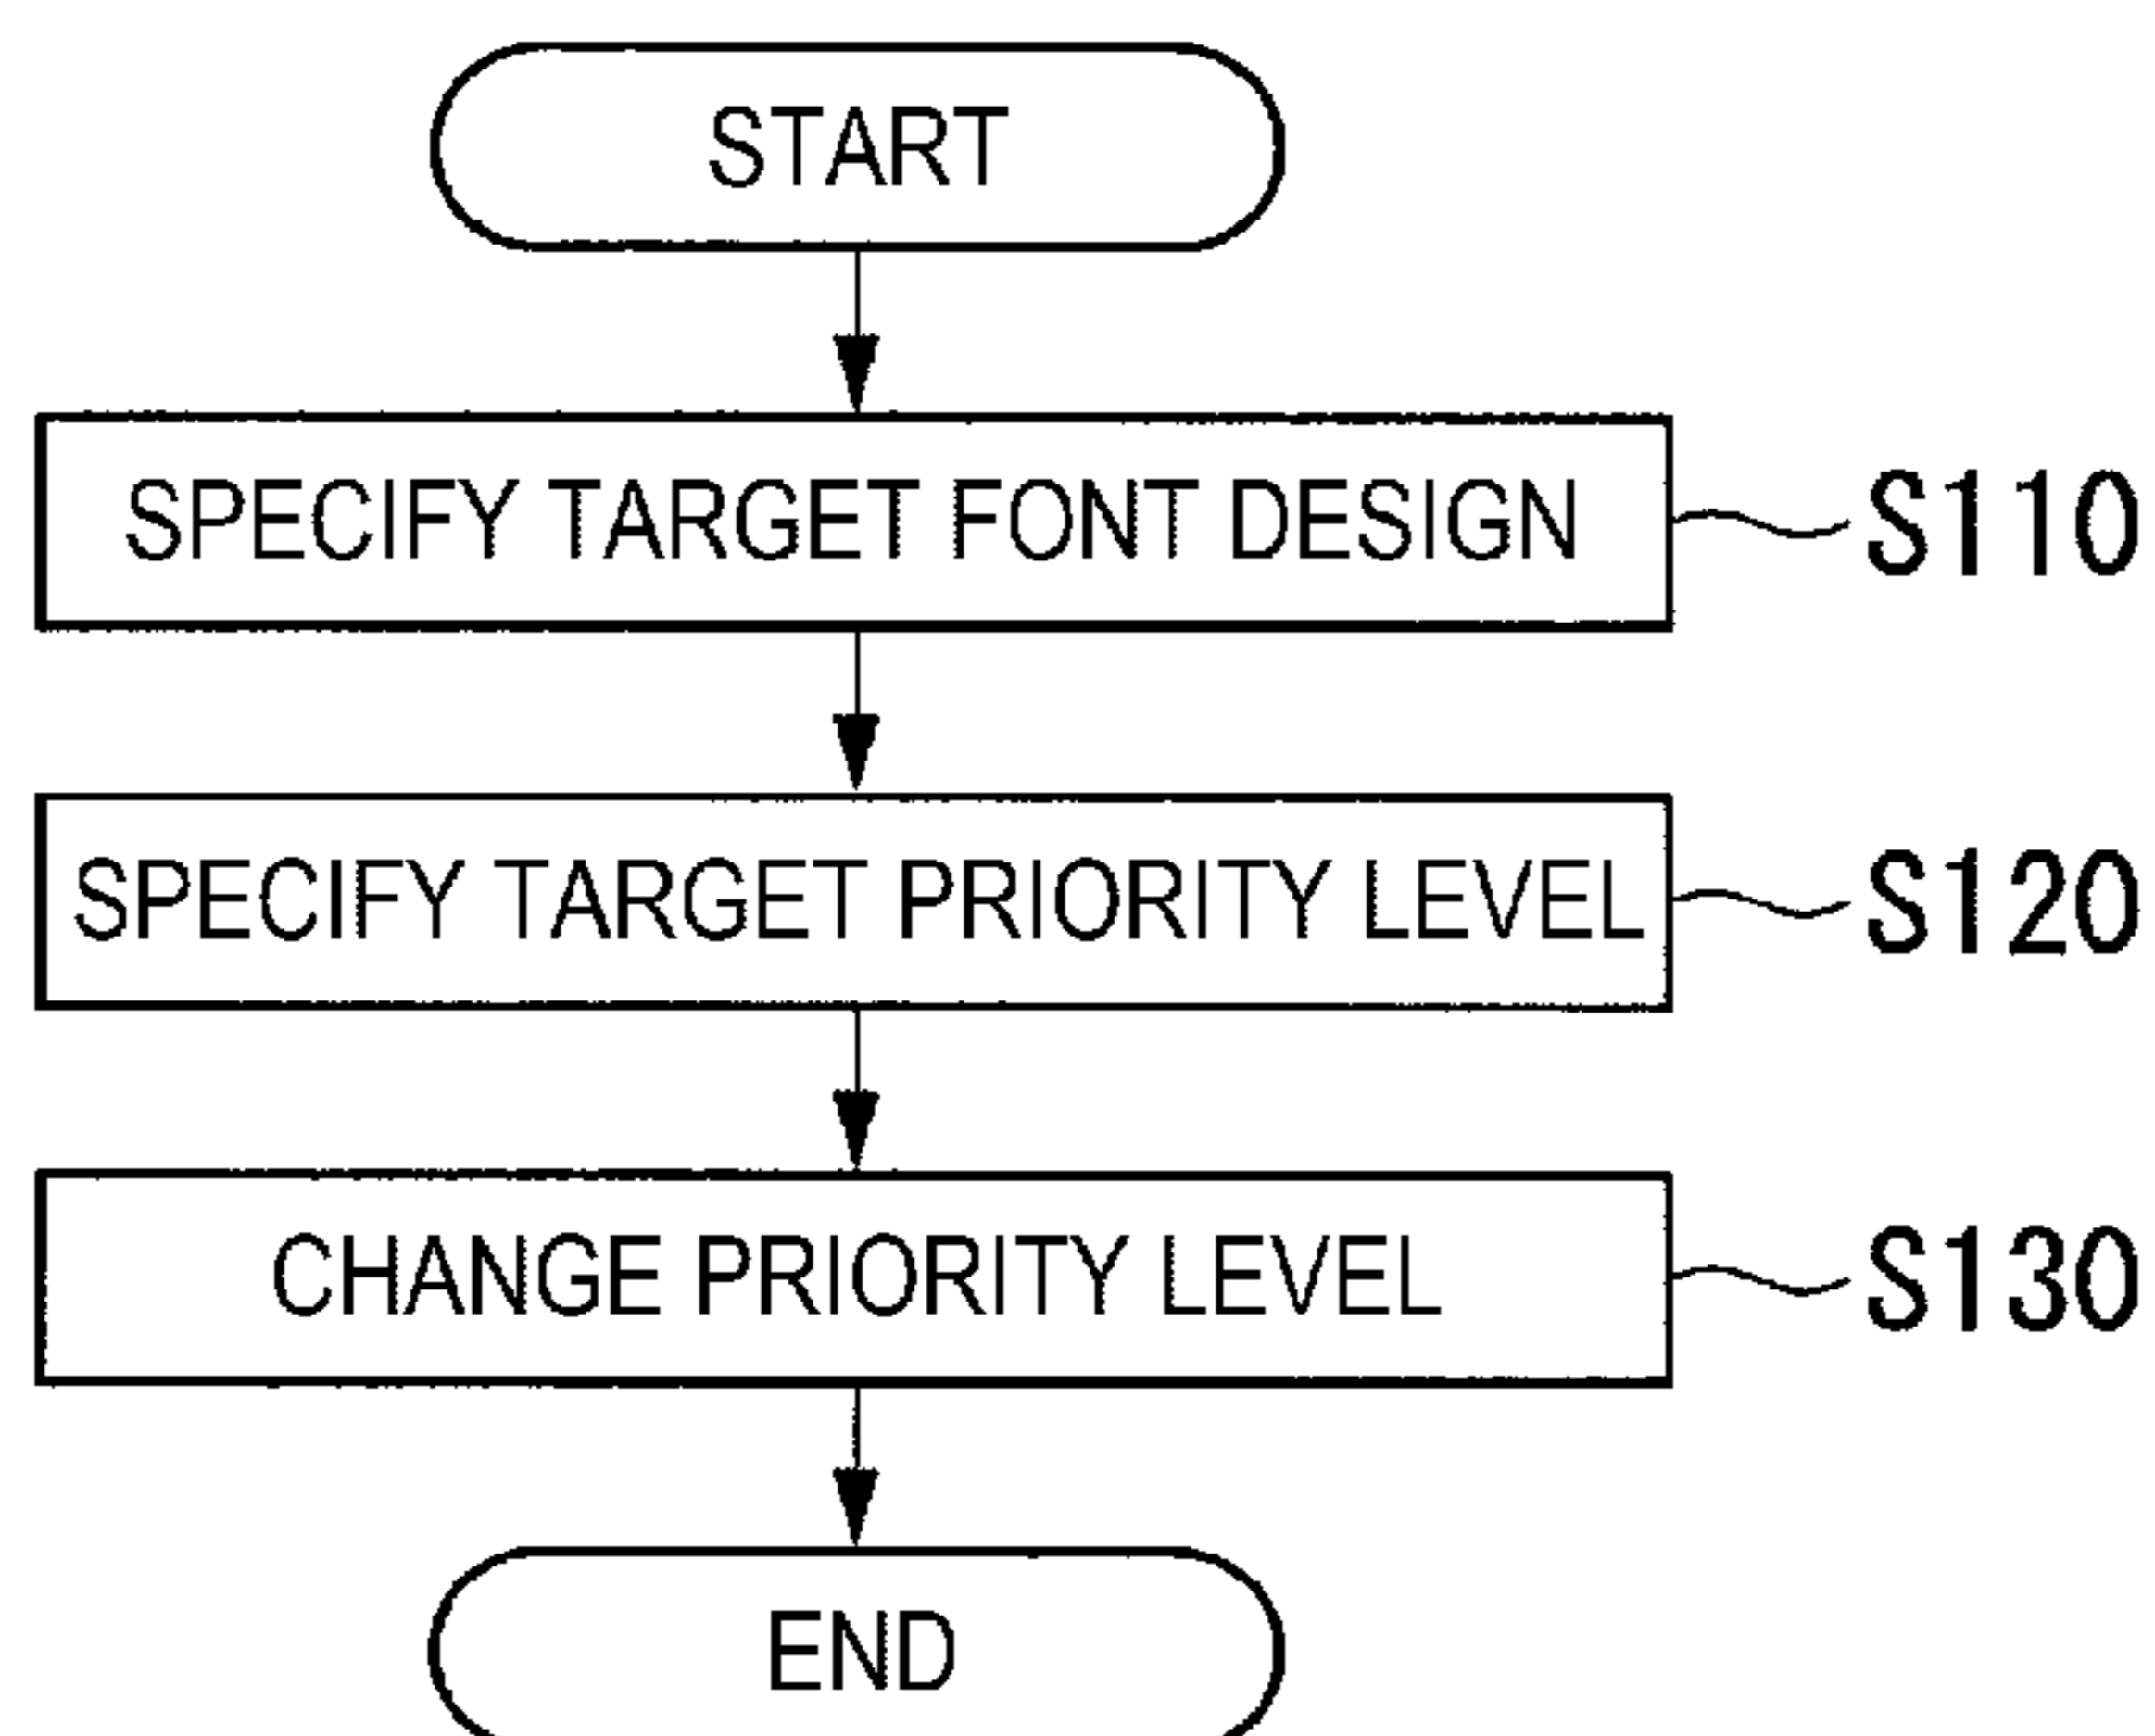 START
SPECIFY TARGET FONT DESIGN S110
SPECIFY TARGET PRIORITY LEVEL S120
CHANGE PRIORITY LEVEL S130
END